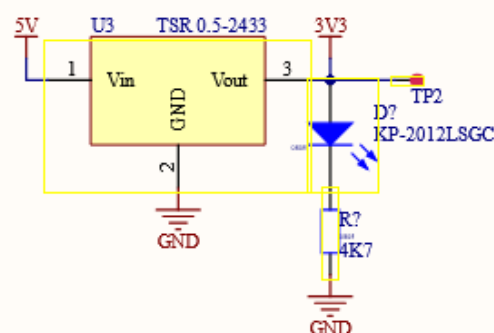 5V
U3
TSR 0.5-2433
3V3
1
Vin
Vout
3
GND
2
TP2
D?
KP-2012LSGC
GND
R?
4K7
GND